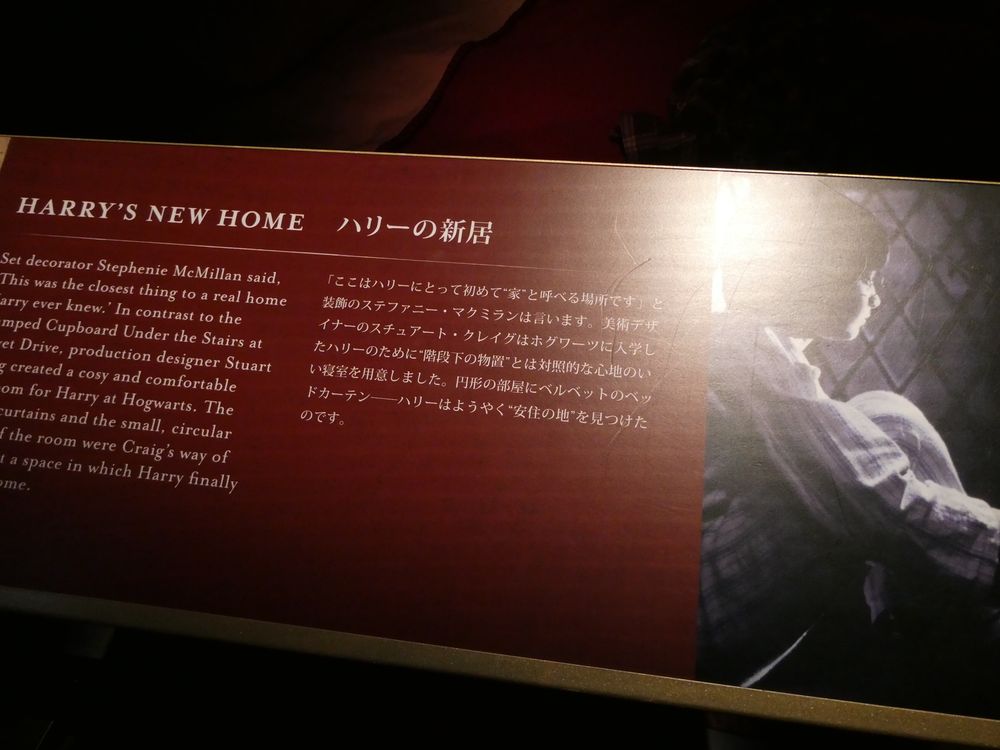 HARRY'S NEW HOME ハリーの新居
Set decorator Stephenie McMillan said,
This was the closest thing to a real home
ever knew.' In contrast to the
Cupboard Under the Stairs at
Drive, production designer Stuart
created a cosy and comfortable
for Harry at Hogwarts. The
curtains and the small, circular
of the room were Craig's way of
a space in which Harry finally
「ここはハリーにとって初めて“家”と呼べる場所です」と
装飾のステファニー・マクミランは言います。美術デザ
イナーのスチュアート・クレイグはホグワーツに入学し
たハリーのために“階段下の物置”とは対照的な心地のい
い寝室を用意しました。円形の部屋にベルベットのベッ
ドカーテン——ハリーはようやく“安住の地”を見つけた
のです。